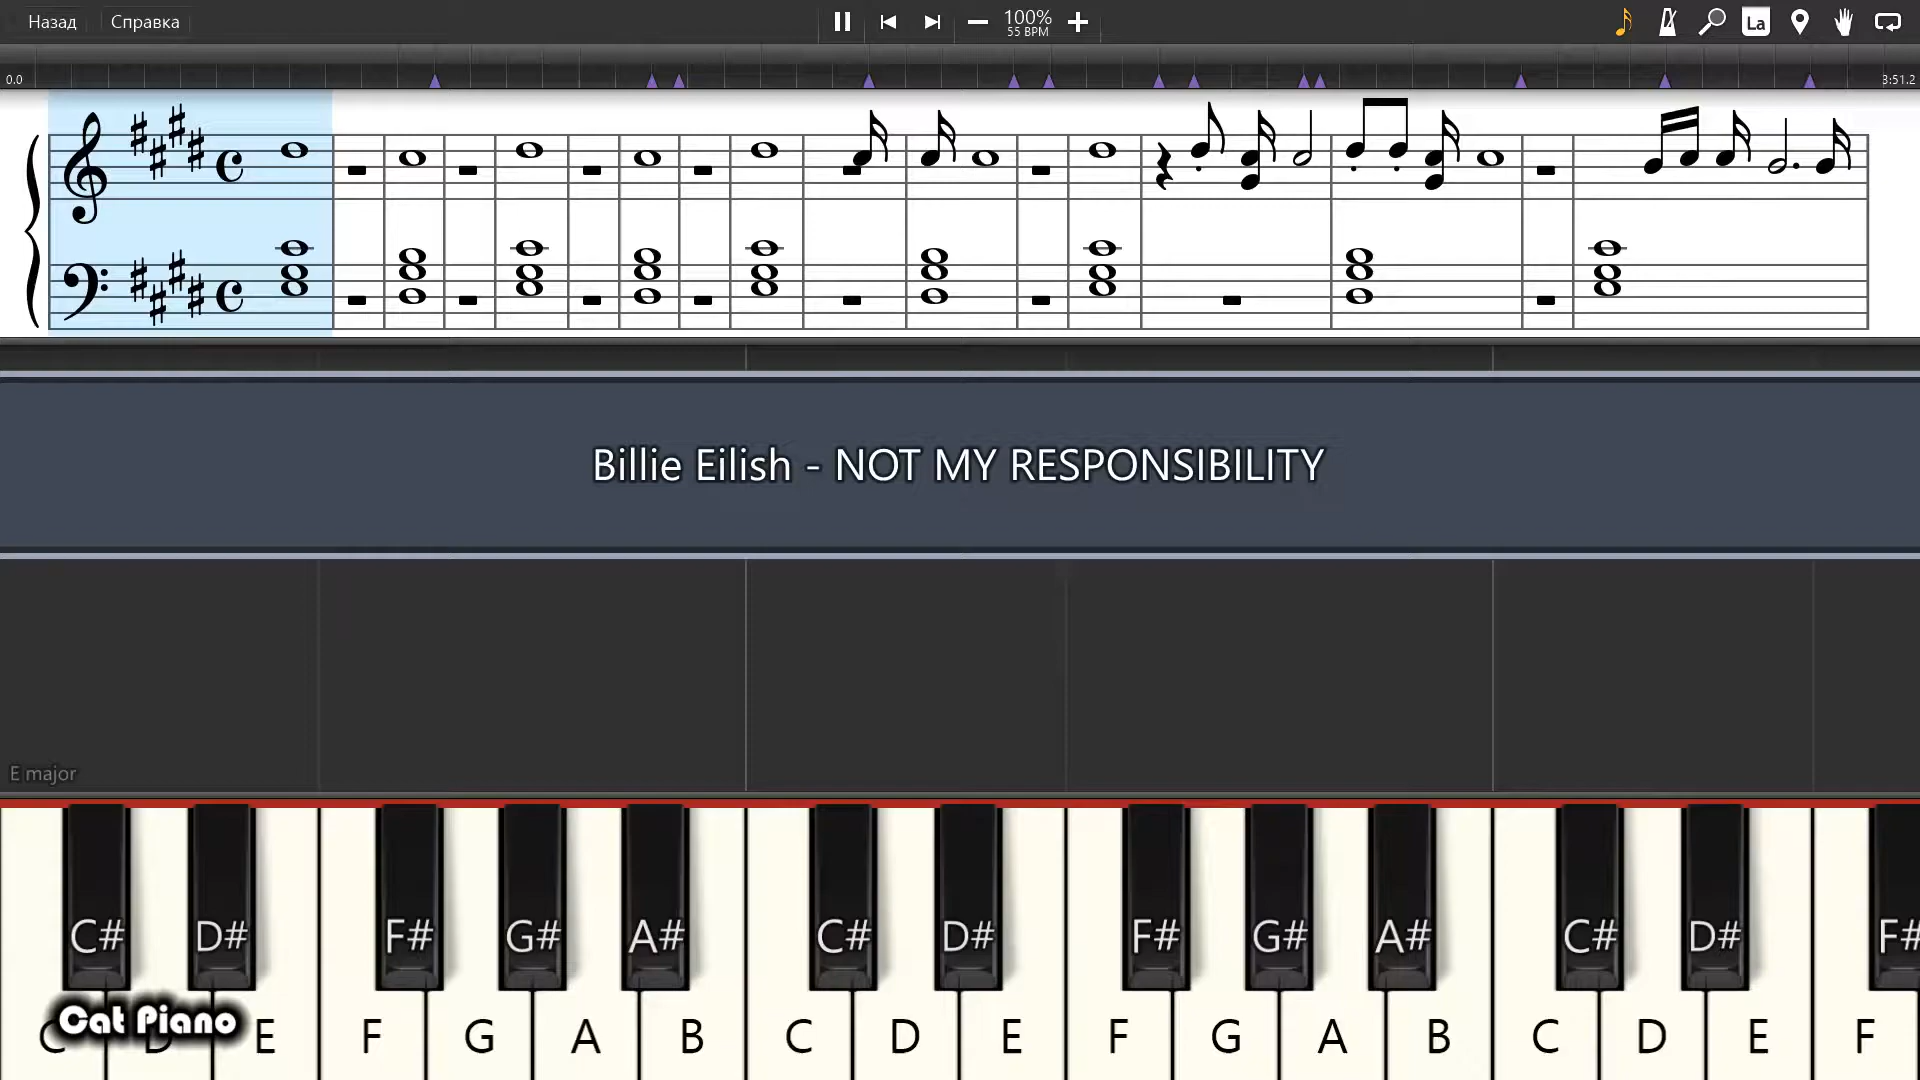 Назад Справка
100%
55 BPM
La
0.0
3:51.2
Billie Eilish - NOT MY RESPONSIBILITY
E major
C# D# F# G# A# C# D# F# G# A# C# D# F#
Cat Piano
C D E F G A B C D E F G A B C D E F